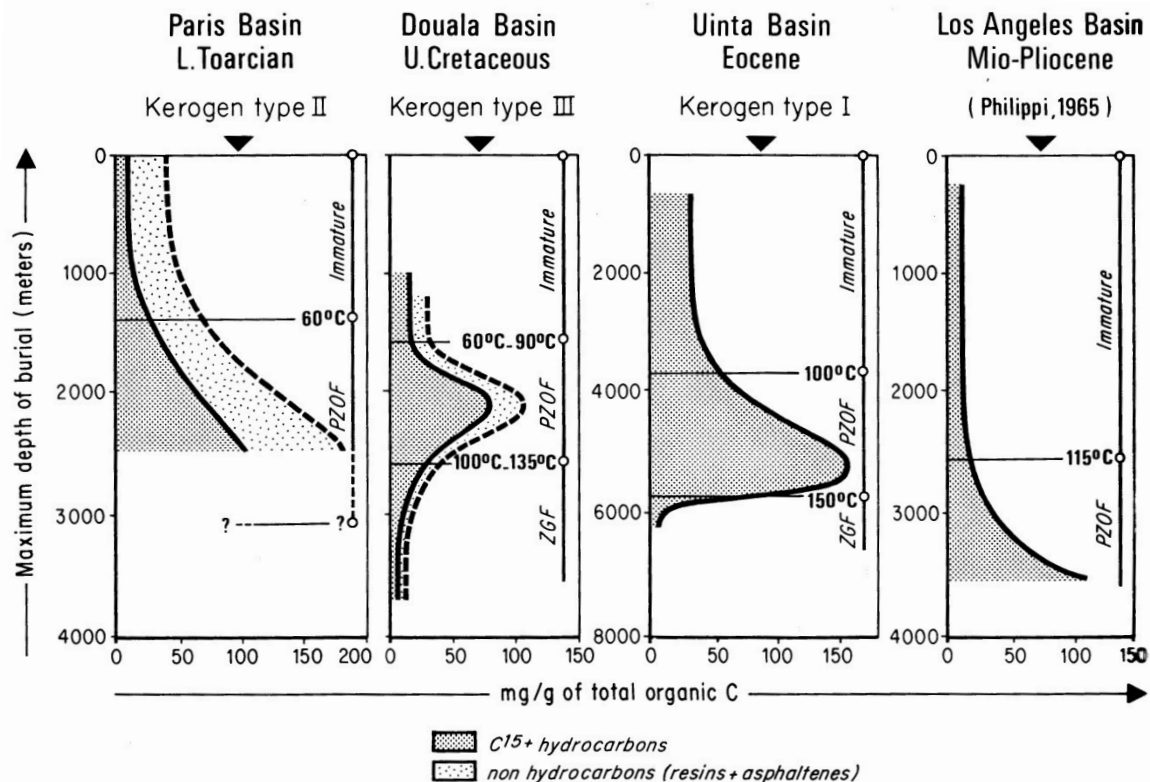 Paris Basin
L.Toarcian
Kerogen type II
Douala Basin
U.Cretaceous
Kerogen type III
Uinta Basin
Eocene
Kerogen type I
Los Angeles Basin
Mio-Pliocene
(Philippi, 1965)
Maximum depth of burial (meters)
0
1000
2000
3000
4000
0 50 100 150 200
Immature
60°C
PZOF
? ?
0 50 100 150
Immature
60°C-90°C
PZOF
100°C-135°C
ZGF
0
2000
4000
6000
8000
0 50 100 150
Immature
100°C
PZOF
150°C
ZGF
0
1000
2000
3000
4000
0 50 100 150
Immature
115°C
PZOF
mg/g of total organic C
C15+ hydrocarbons
non hydrocarbons (resins + asphaltenes)